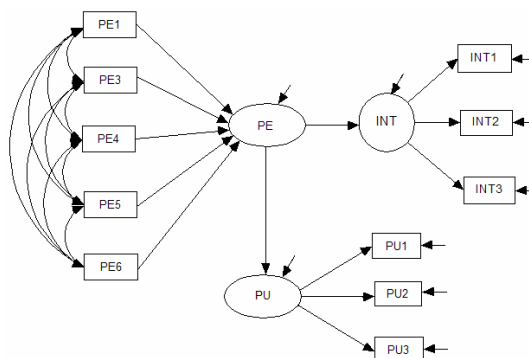 PE1
PE3
PE4
PE5
PE6
PE
INT
INT1
INT2
INT3
PU
PU1
PU2
PU3